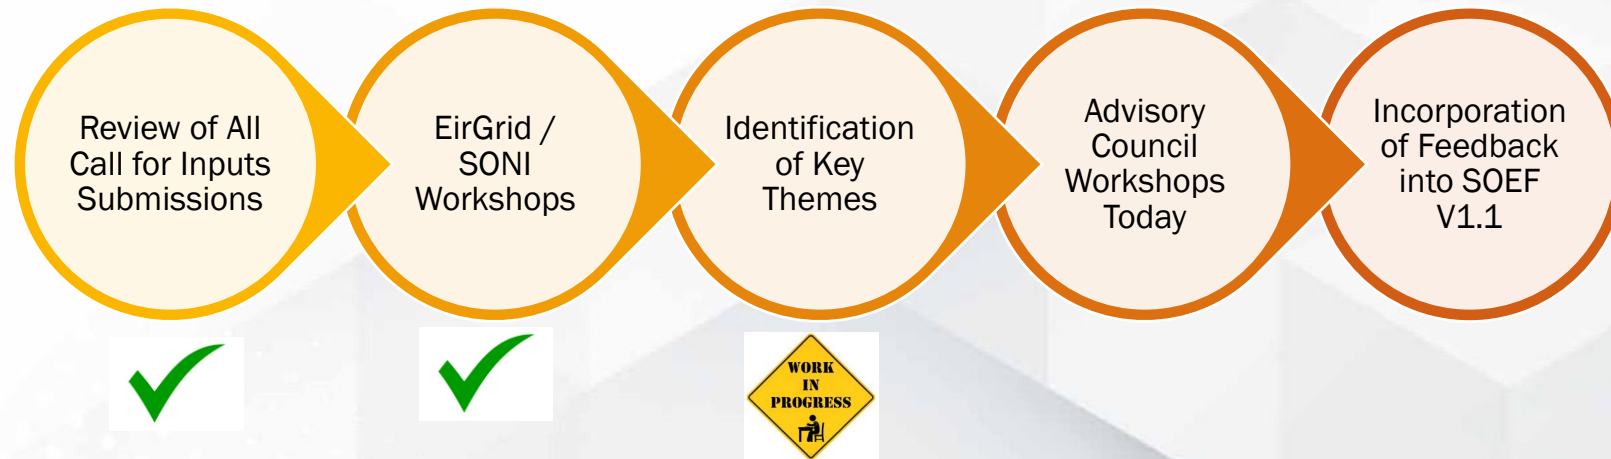 Review of All
Call for Inputs
Submissions
EirGrid /
SONI
Workshops
Identification
of Key
Themes
Advisory
Council
Workshops
Today
Incorporation
of Feedback
into SOEF
V1.1
WORK
IN
PROGRESS